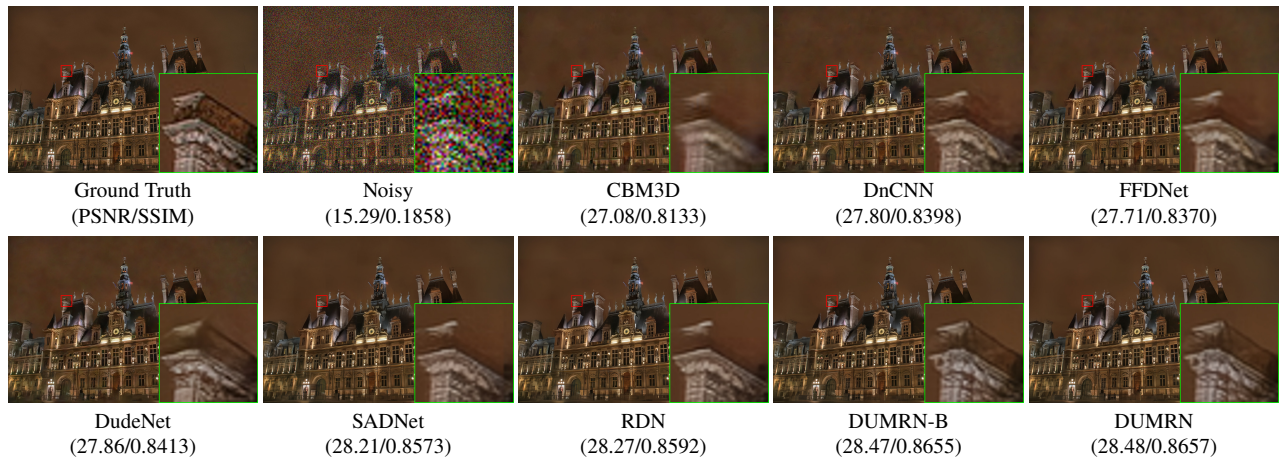 Ground Truth
(PSNR/SSIM)
Noisy
(15.29/0.1858)
CBM3D
(27.08/0.8133)
DnCNN
(27.80/0.8398)
FFDNet
(27.71/0.8370)
DudeNet
(27.86/0.8413)
SADNet
(28.21/0.8573)
RDN
(28.27/0.8592)
DUMRN-B
(28.47/0.8655)
DUMRN
(28.48/0.8657)